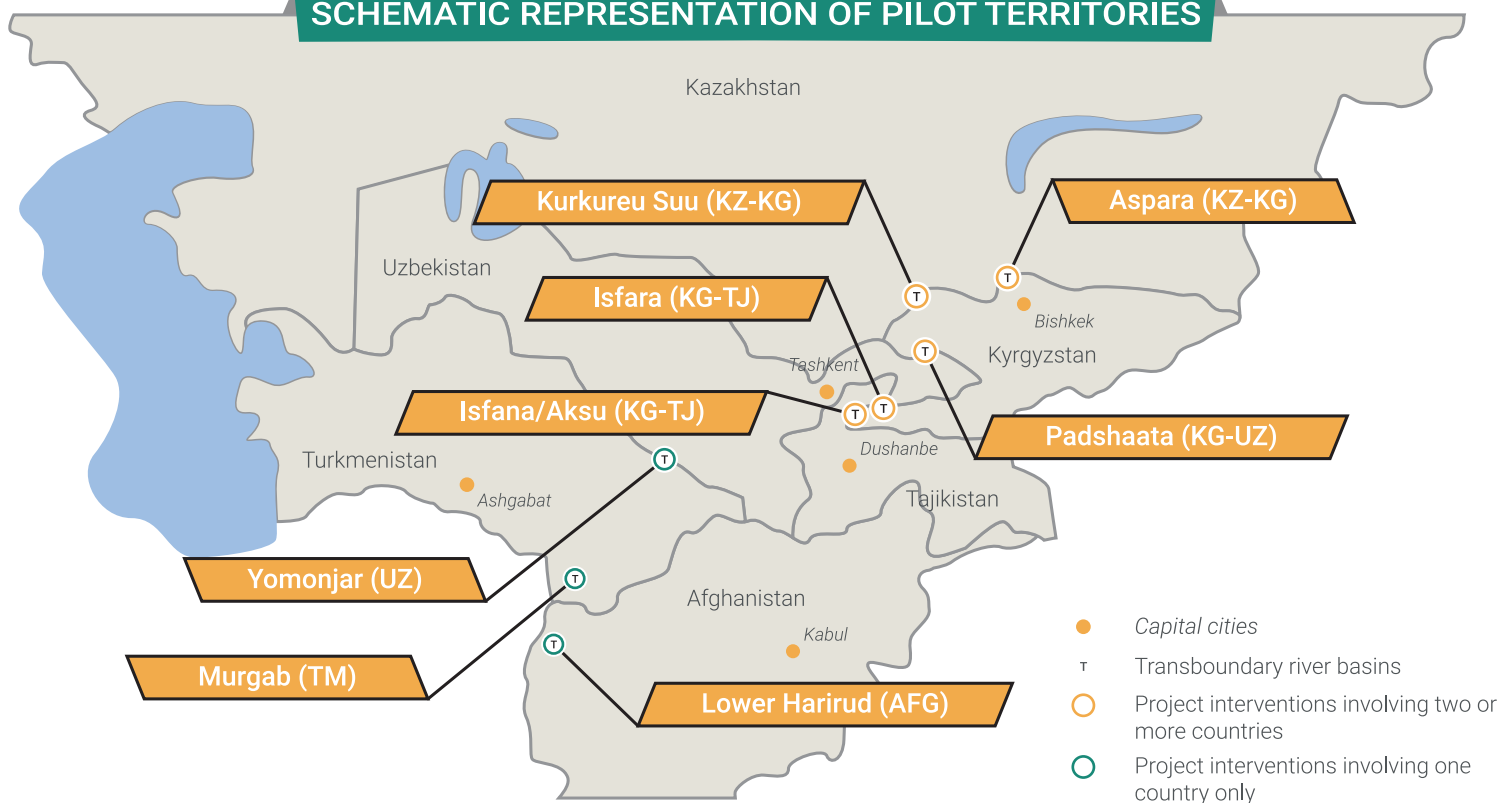 SCHEMATIC REPRESENTATION OF PILOT TERRITORIES
Kazakhstan
Kurkureu Suu (KZ-KG)
Aspara (KZ-KG)
Uzbekistan
T
T
Isfara (KG-TJ)
Bishkek
T
Kyrgyzstan
Tashkent
Isfana/Aksu (KG-TJ)
T
T
Padshaata (KG-UZ)
Dushanbe
Turkmenistan
T
Ashgabat
Tajikistan
Yomonjar (UZ)
T
Afghanistan
Kabul
T
Murgab (TM)
Lower Harirud (AFG)
Capital cities
T Transboundary river basins
Project interventions involving two or
more countries
Project interventions involving one
country only